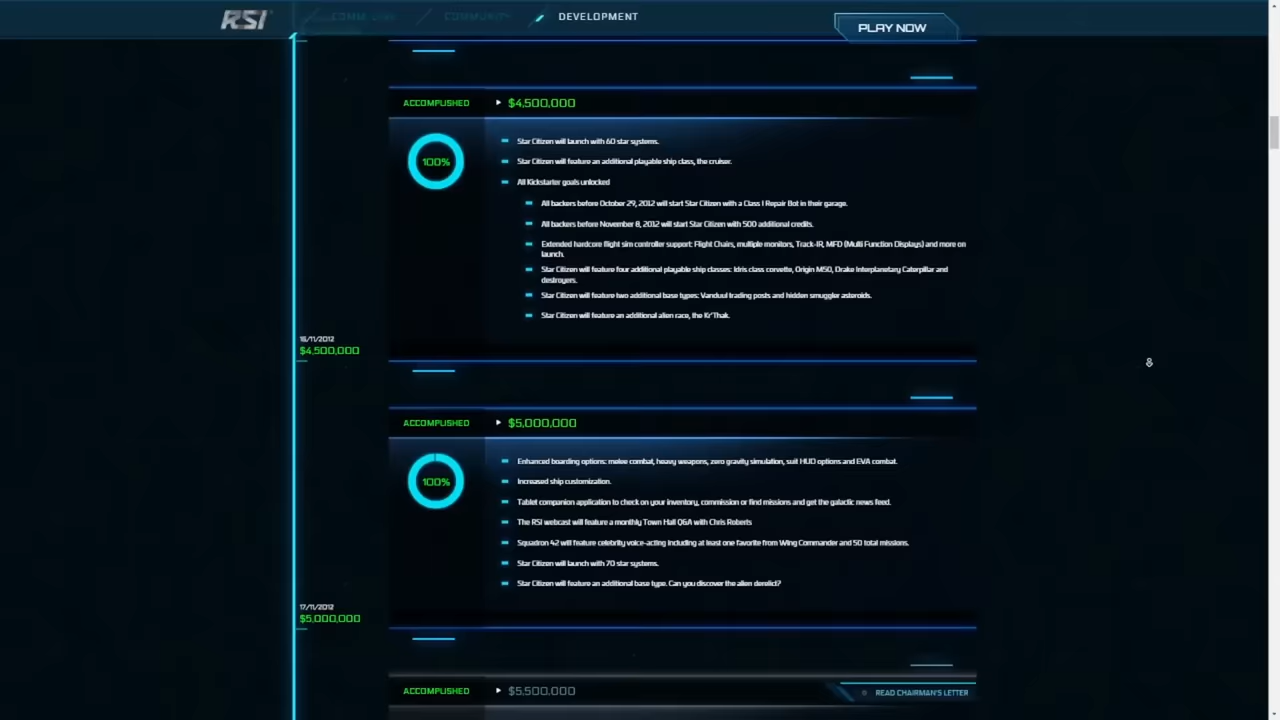 RSI COMM-LINK COMMUNITY DEVELOPMENT PLAY NOW
ACCOMPLISHED $4,500,000
100%
Star Citizen will launch with 60 star systems.
Star Citizen will feature an additional playable ship class, the cruiser.
All Kickstarter goals unlocked
All backers before October 29, 2012 will start Star Citizen with a Class I Repair Bot in their garage.
All backers before November 8, 2012 will start Star Citizen with 500 additional credits.
Extended hardcore flight sim controller support: Flight Chairs, multiple monitors, Track-IR, MFD (Multi Function Displays) and more on
launch.
Star Citizen will feature four additional playable ship classes: Idris class corvette, Origin M50, Drake Interplanetary Caterpillar and
destroyers.
Star Citizen will feature two additional base types: Vanduul trading posts and hidden smuggler asteroids.
Star Citizen will feature an additional alien race, the Kr'Thak.
16/11/2012
$4,500,000
ACCOMPLISHED $5,000,000
100%
Enhanced boarding options: melee combat, heavy weapons, zero gravity simulation, suit HUD options and EVA combat.
Increased ship customization.
Tablet companion application to check on your inventory, commission or find missions and get the galactic news feed.
The RSI webcast will feature a monthly Town Hall Q&A with Chris Roberts
Squadron 42 will feature celebrity voice-acting including at least one favorite from Wing Commander and 50 total missions.
Star Citizen will launch with 70 star systems.
Star Citizen will feature an additional base type. Can you discover the alien derelict?
17/11/2012
$5,000,000
ACCOMPLISHED $5,500,000 READ CHAIRMAN'S LETTER